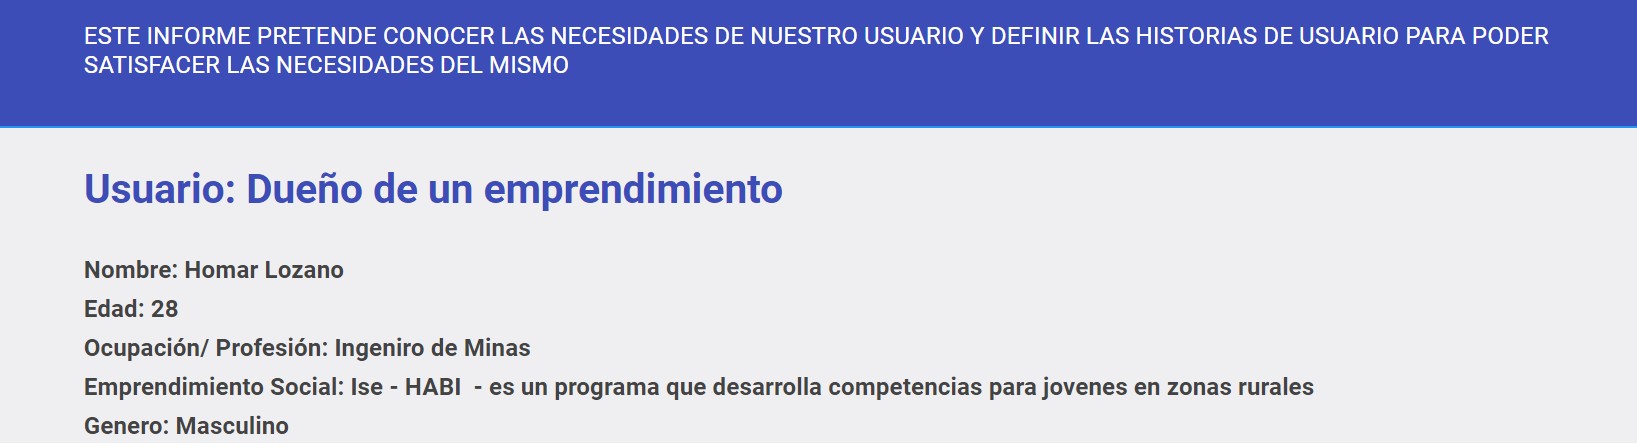 ESTE INFORME PRETENDE CONOCER LAS NECESIDADES DE NUESTRO USUARIO Y DEFINIR LAS HISTORIAS DE USUARIO PARA PODER
SATISFACER LAS NECESIDADES DEL MISMO
Usuario: Dueño de un emprendimiento
Nombre: Homar Lozano
Edad: 28
Ocupación/ Profesión: Ingeniro de Minas
Emprendimiento Social: Ise - HABI  - es un programa que desarrolla competencias para jovenes en zonas rurales
Genero: Masculino